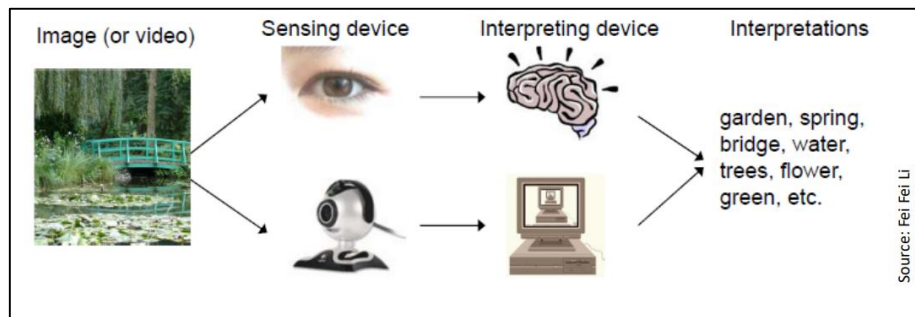 Image (or video)
Sensing device
Interpreting device
Interpretations
garden, spring,
bridge, water,
trees, flower,
green, etc.
Source: Fei Fei Li